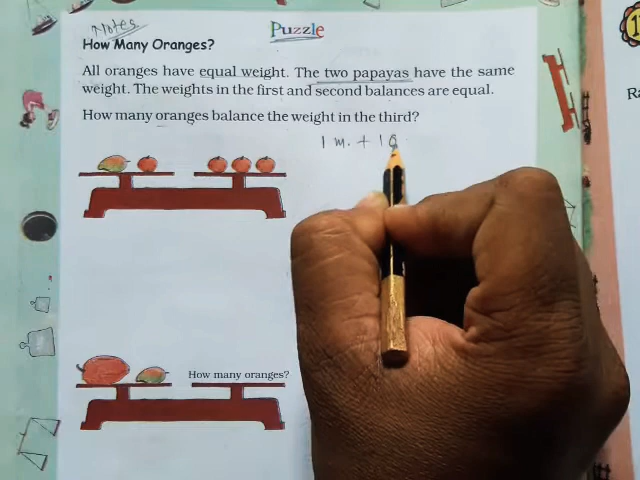 Notes
Puzzle
How Many Oranges?
All oranges have equal weight. The two papayas have the same
weight. The weights in the first and second balances are equal.
How many oranges balance the weight in the third?
1 m. + 1 O
How many oranges?
1
Ra